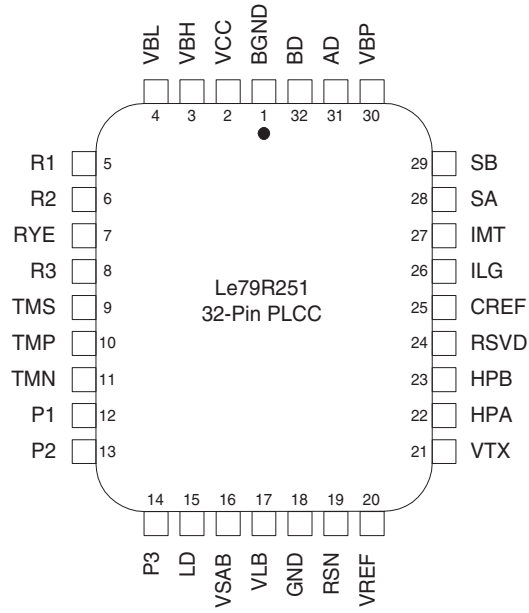 VBL VBH VCC BGND BD AD VBP
4 3 2 1 32 31 30
R1 5 29 SB
R2 6 28 SA
RYE 7 27 IMT
R3 8 26 ILG
Le79R251
32-Pin PLCC
TMS 9 25 CREF
TMP 10 24 RSVD
TMN 11 23 HPB
P1 12 22 HPA
P2 13 21 VTX
14 15 16 17 18 19 20
P3 LD VSAB VLB GND RSN VREF